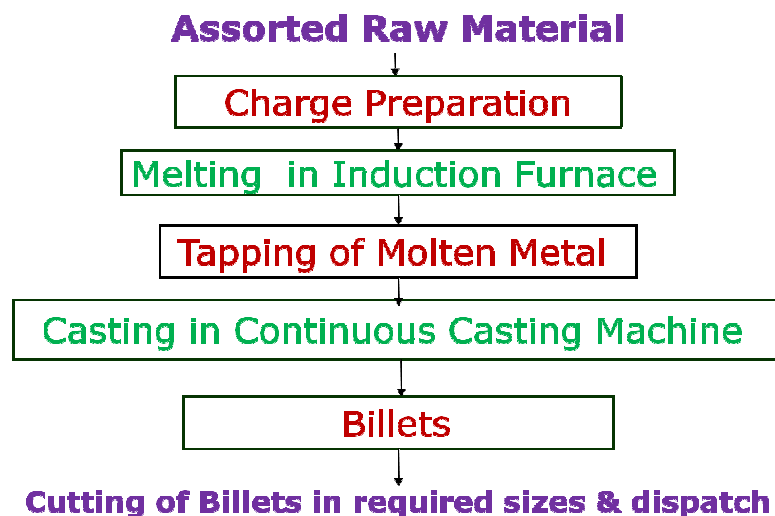 Assorted Raw Material
Charge Preparation
Melting in Induction Furnace
Tapping of Molten Metal
Casting in Continuous Casting Machine
Billets
Cutting of Billets in required sizes & dispatch